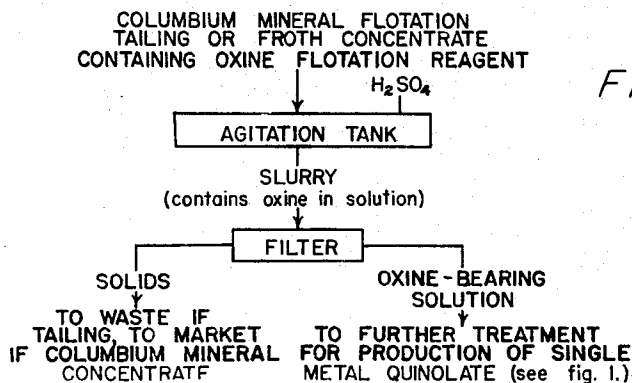 COLUMBIUM MINERAL FLOTATION
TAILING OR FROTH CONCENTRATE
CONTAINING OXINE FLOTATION REAGENT
H2SO4
AGITATION TANK
SLURRY
(contains oxine in solution)
FILTER
SOLIDS
TO WASTE IF
TAILING, TO MARKET
IF COLUMBIUM MINERAL
CONCENTRATE
OXINE-BEARING
SOLUTION
TO FURTHER TREATMENT
FOR PRODUCTION OF SINGLE
METAL QUINOLATE (see fig. 1.)